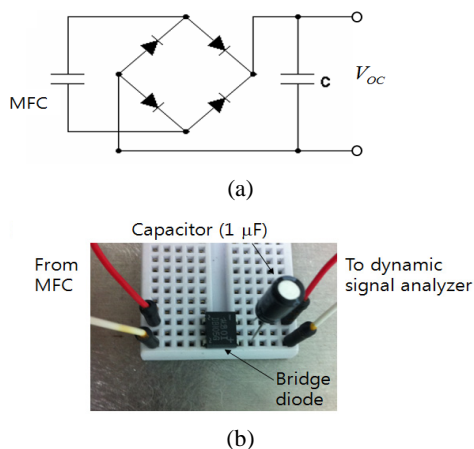 MFC
C
V_OC
(a)
Capacitor (1 μF)
From
MFC
To dynamic
signal analyzer
Bridge
diode
(b)